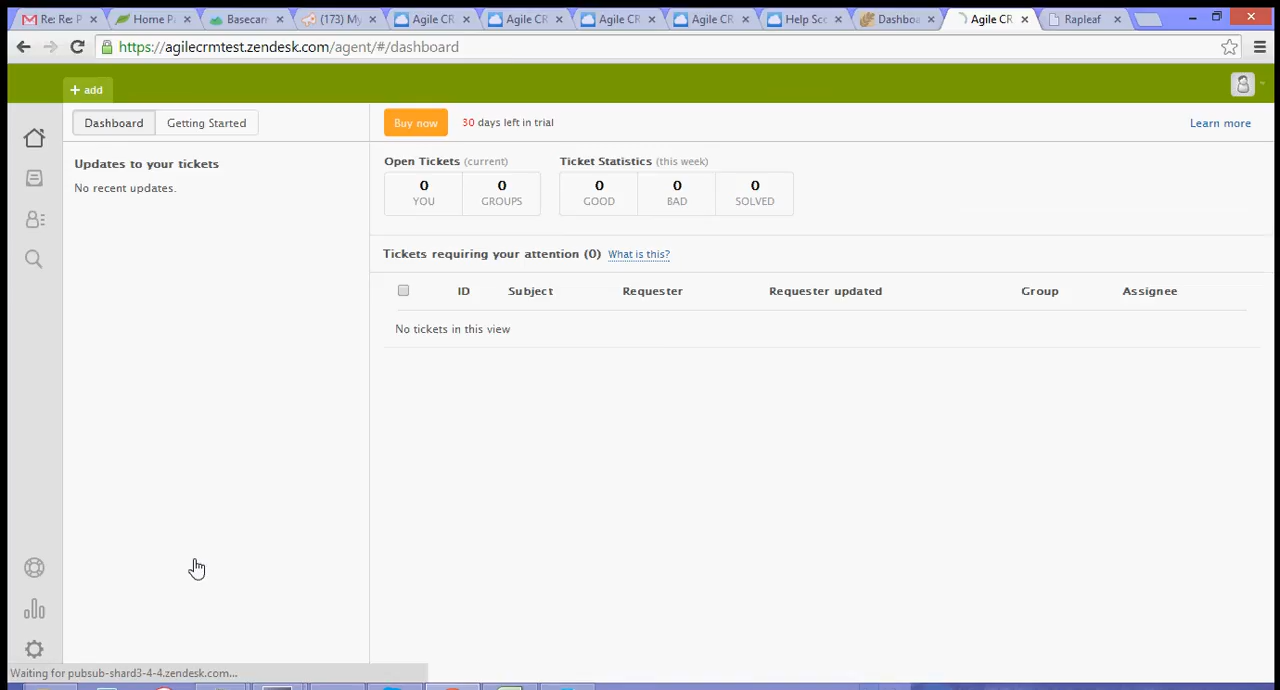 Re: Re: P
Home P
Basecam
(173) My
Agile CR
Agile CR
Agile CR
Agile CR
Help Sco
Dashboa
Agile CR
Rapleaf
https://agilecrmtest.zendesk.com/agent/#/dashboard
+ add
Dashboard Getting Started
Buy now 30 days left in trial Learn more
Updates to your tickets
No recent updates.
Open Tickets (current) Ticket Statistics (this week)
0 0 0 0 0
YOU GROUPS GOOD BAD SOLVED
Tickets requiring your attention (0) What is this?
ID Subject Requester Requester updated Group Assignee
No tickets in this view
Waiting for pubsub-shard3-4-4.zendesk.com...